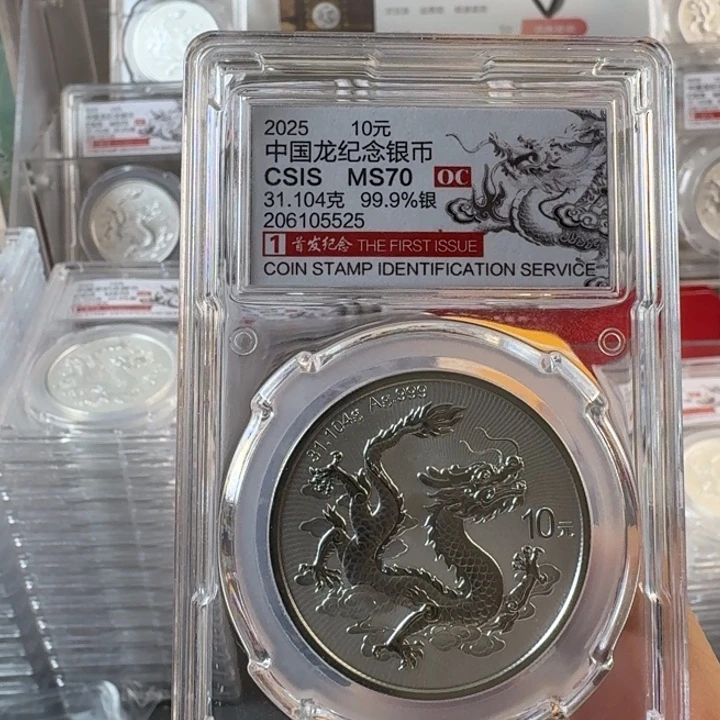 2025 10元
中国龙纪念银币
CSIS MS70 OC
31.104克 99.9%银
206105525
1 首发纪念 THE FIRST ISSUE
COIN STAMP IDENTIFICATION SERVICE
31.104g Ag.999
10元